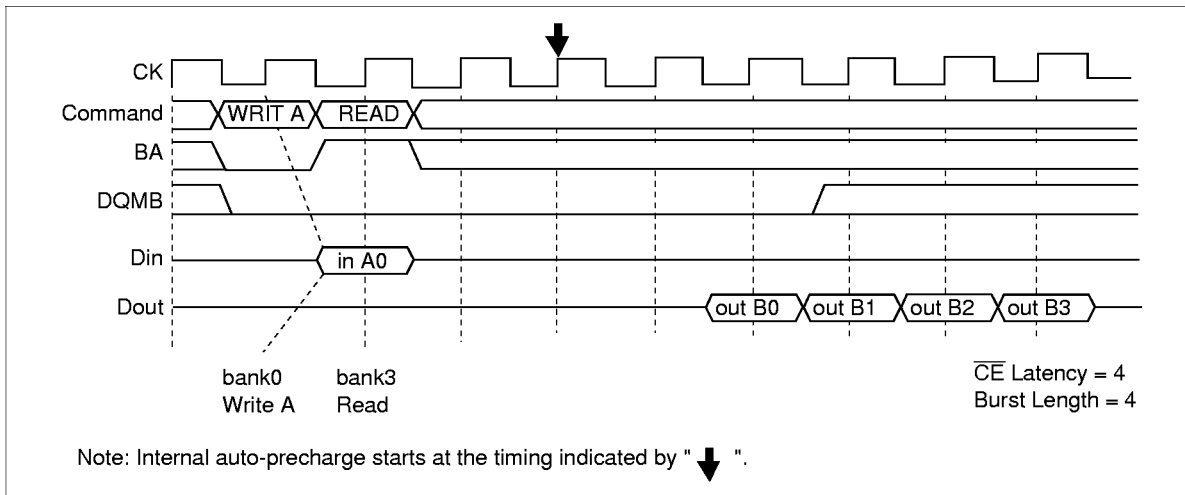 CK
Command WRIT A READ
BA
DQMB
Din in A0
Dout out B0 out B1 out B2 out B3
bank0 bank3
Write A Read
CE Latency = 4
Burst Length = 4
Note: Internal auto-precharge starts at the timing indicated by " ".